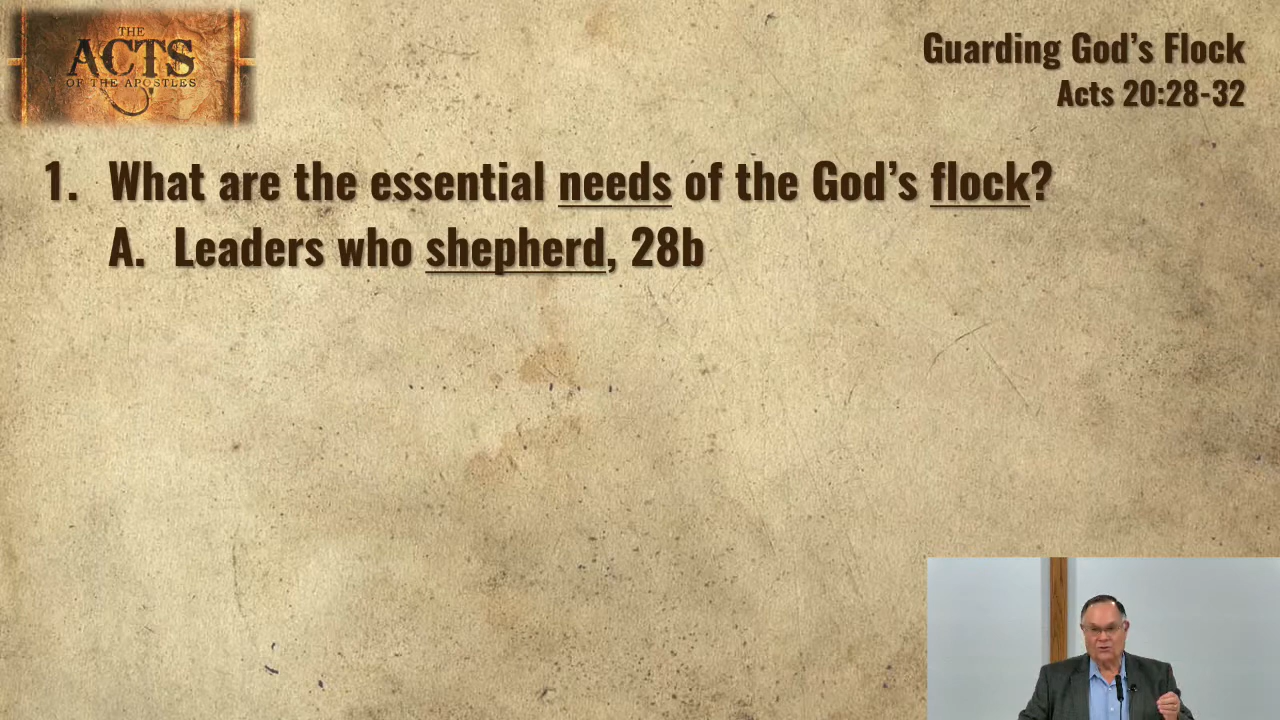 THE
ACTS
OF THE APOSTLES
Guarding God’s Flock
Acts 20:28-32
1. What are the essential needs of the God’s flock?
A. Leaders who shepherd, 28b